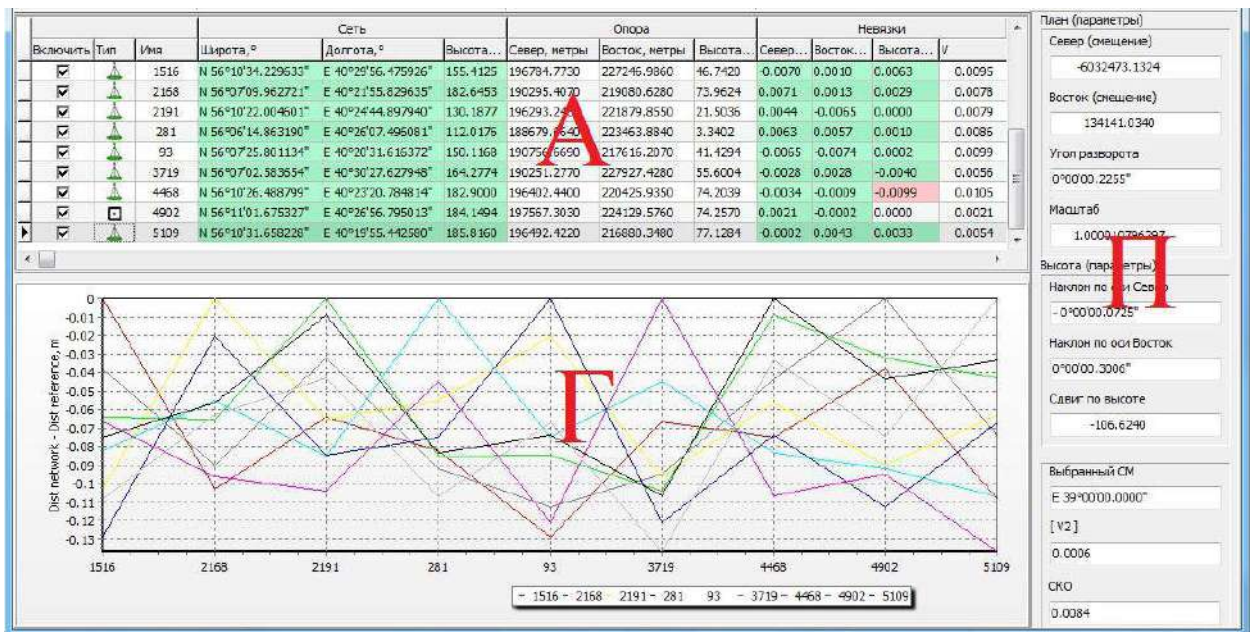 Сеть Опора Невязки
Включить Тип Имя Широта,° Долгота,° Высота... Север, метры Восток, метры Высота... Север... Восток... Высота... V
1516 N 56°10'34.229633" E 40°29'56.475926" 155.4125 196784.7730 227246.9860 46.7420 -0.0070 0.0010 0.0063 0.0095
2168 N 56°07'09.962721" E 40°21'55.829635" 182.6453 190295.4070 219080.6280 73.9624 0.0071 0.0013 0.0029 0.0078
2191 N 56°10'22.004601" E 40°24'44.897940" 130.1877 221879.8550 21.5036 0.0044 -0.0065 0.0000 0.0079
281 N 56°06'14.863190" E 40°26'07.496081" 112.0176 223463.8840 3.3402 0.0063 0.0057 0.0010 0.0086
93 N 56°07'25.801134" E 40°20'31.616372" 150.1168 217616.2070 41.4294 -0.0065 -0.0074 0.0002 0.0099
3719 N 56°07'02.583654" E 40°30'27.627948" 164.2774 190251.2770 227927.4280 55.6004 -0.0028 0.0028 -0.0040 0.0056
4468 N 56°10'26.488799" E 40°23'20.784814" 182.9000 196402.4400 220425.9350 74.2039 -0.0034 -0.0009 -0.0099 0.0105
4902 N 56°11'01.675327" E 40°26'56.795013" 184.1494 197567.3030 224129.5760 74.2570 0.0021 -0.0002 0.0000 0.0021
5109 N 56°10'31.658228" E 40°19'55.442580" 185.8160 196492.4220 216880.3480 77.1284 -0.0002 0.0043 0.0033 0.0054
А
План (параметры)
Север (смещение)
-6032473.1324
Восток (смещение)
134141.0340
Угол разворота
0°00'00.2255"
Масштаб
Высота (параметры)
Наклон по оси Север
- 0°00'00.0725"
П
Наклон по оси Восток
0°00'00.3006"
Сдвиг по высоте
-106.6240
Выбранный СМ
E 39°00'00.0000"
[V2]
0.0006
СКО
0.0084
Dist network - Dist reference, m
0
-0.01
-0.02
-0.03
-0.04
-0.05
-0.06
-0.07
-0.08
-0.09
-0.1
-0.11
-0.12
-0.13
Г
1516 2168 2191 281 93 3719 4468 4902 5109
- 1516 - 2168 2191 - 281 93 - 3719 - 4468 - 4902 - 5109